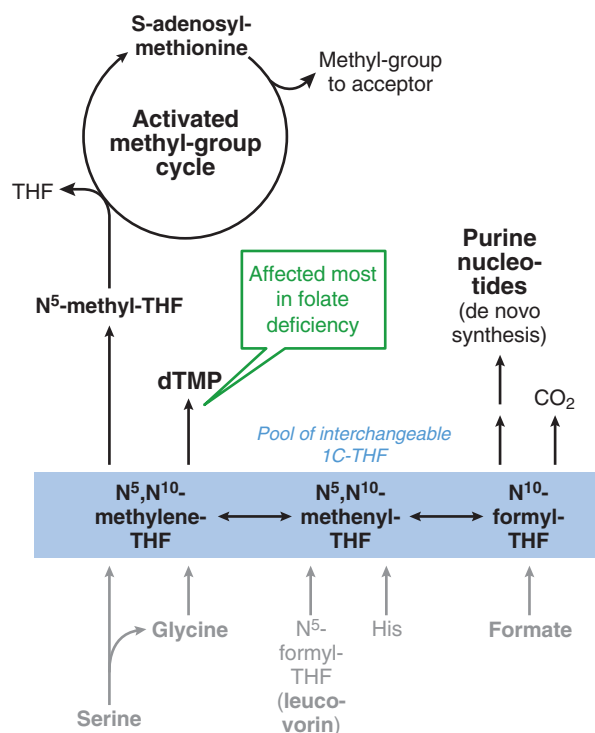 S-adenosyl-
methionine
Methyl-group
to acceptor
Activated
methyl-group
cycle
THF
Purine
nucleo-
tides
(de novo
synthesis)
Affected most
in folate
deficiency
N⁵-methyl-THF
dTMP
CO₂
Pool of interchangeable
1C-THF
N⁵,N¹⁰-
methylene-
THF
N⁵,N¹⁰-
methenyl-
THF
N¹⁰-
formyl-
THF
Glycine
N⁵-
formyl-
THF
(leuco-
vorin)
His
Formate
Serine